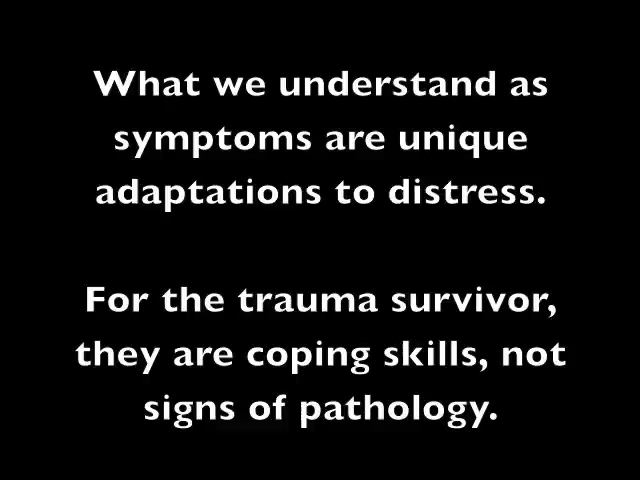 What we understand as
symptoms are unique
adaptations to distress.
For the trauma survivor,
they are coping skills, not
signs of pathology.